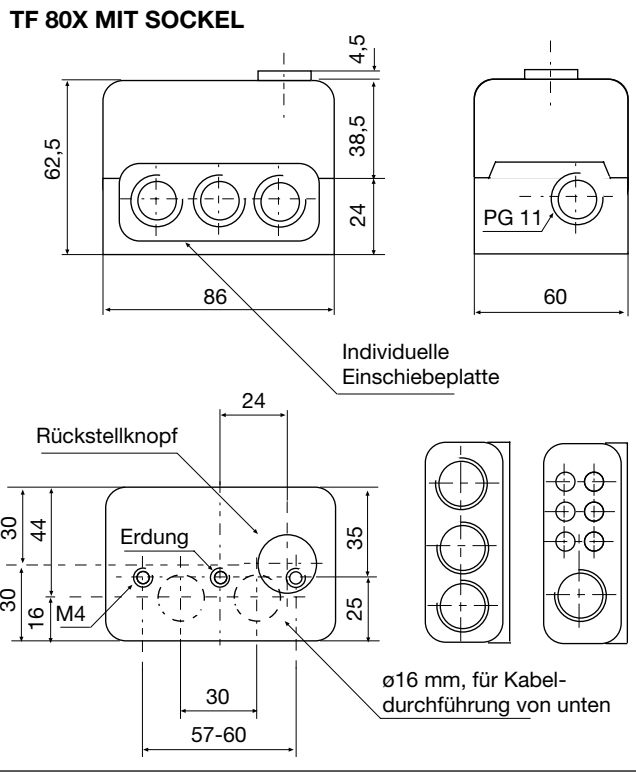 TF 80X MIT SOCKEL
4,5
62,5
38,5
24
PG 11
86
60
Individuelle
Einschiebeplatte
24
Rückstellknopf
30
44
35
Erdung
30
16
M4
25
ø16 mm, für Kabel-
durchführung von unten
30
57-60